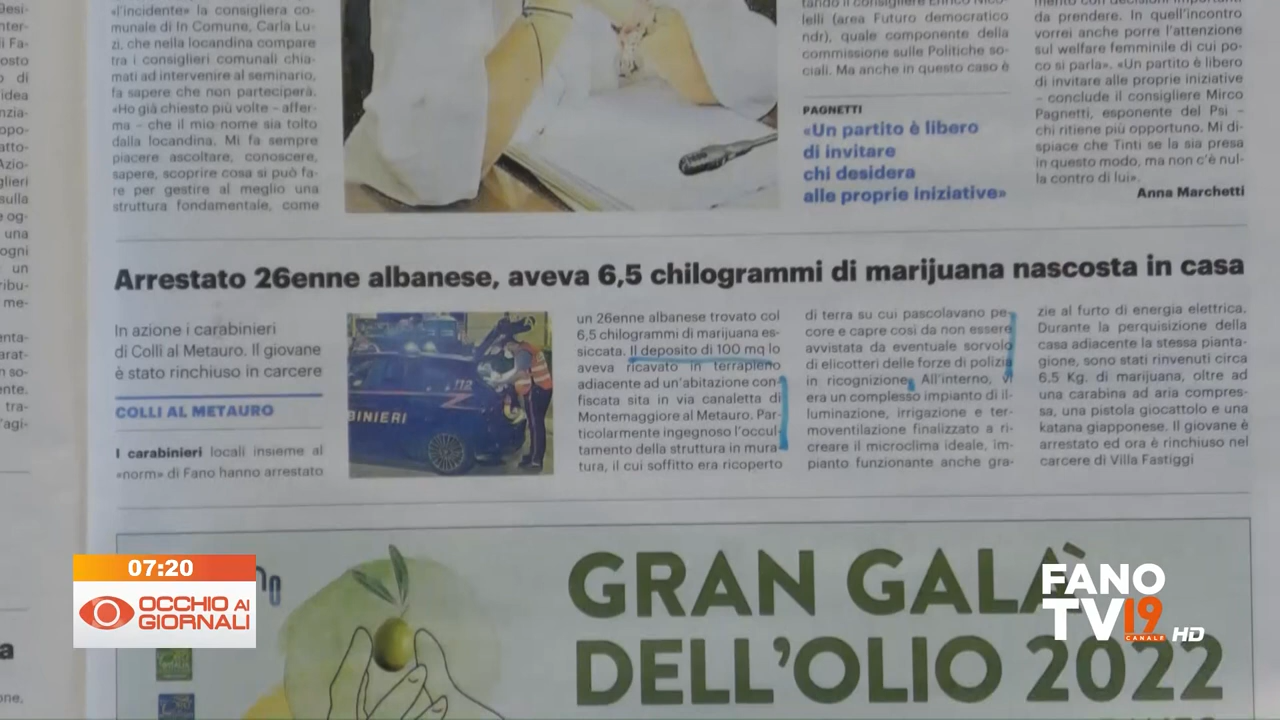 «l'incidente» la consigliera co-
munale di In Comune, Carla Lu-
zi, che nella locandina compare
tra i consiglieri comunali chia-
mati ad intervenire al seminario,
fa sapere che non parteciperà.
«Ho già chiesto più volte – affer-
ma – che il mio nome sia tolto
dalla locandina. Mi fa sempre
piacere ascoltare, conoscere,
sapere, scoprire cosa si può fa-
re per gestire al meglio una
struttura fondamentale, come
lelli (area Futuro democratico
ndr), quale componente della
commissione sulle Politiche so-
ciali. Ma anche in questo caso è
PAGNETTI
«Un partito è libero
di invitare
chi desidera
alle proprie iniziative»
da prendere. In quell'incontro
vorrei anche porre l'attenzione
sul welfare femminile di cui po-
co si parla». «Un partito è libero
di invitare alle proprie iniziative
– conclude il consigliere Mirco
Pagnetti, esponente del Psi –
chi ritiene più opportuno. Mi di-
spiace che Tinti se la sia presa
in questo modo, ma non c'è nul-
la contro di lui».
Anna Marchetti
Arrestato 26enne albanese, aveva 6,5 chilogrammi di marijuana nascosta in casa
In azione i carabinieri
di Colli al Metauro. Il giovane
è stato rinchiuso in carcere
COLLI AL METAURO
I carabinieri locali insieme al
«norm» di Fano hanno arrestato
112
BINIERI
un 26enne albanese trovato col
6,5 chilogrammi di marijuana es-
siccata. Il deposito di 100 mq lo
aveva ricavato in terrapieno
adiacente ad un'abitazione con-
fiscata sita in via canaletta di
Montemaggiore al Metauro. Par-
ticolarmente ingegnoso l'occul-
tamento della struttura in mura-
tura, il cui soffitto era ricoperto
di terra su cui pascolavano pe-
core e capre così da non essere
avvistata da eventuale sorvolo
di elicotteri delle forze di polizia
in ricognizione. All'interno, vi
era un complesso impianto di il-
luminazione, irrigazione e ter-
moventilazione finalizzato a ri-
creare il microclima ideale, im-
pianto funzionante anche gra-
zie al furto di energia elettrica.
Durante la perquisizione della
casa adiacente la stessa pianta-
gione, sono stati rinvenuti circa
6.5 Kg. di marijuana, oltre ad
una carabina ad aria compres-
sa, una pistola giocattolo e una
katana giapponese. Il giovane è
arrestato ed ora è rinchiuso nel
carcere di Villa Fastiggi
GRAN GALÀ
DELL'OLIO 2022
07:20
OCCHIO AI
GIORNALI
FANO
TV 19
CANALE HD